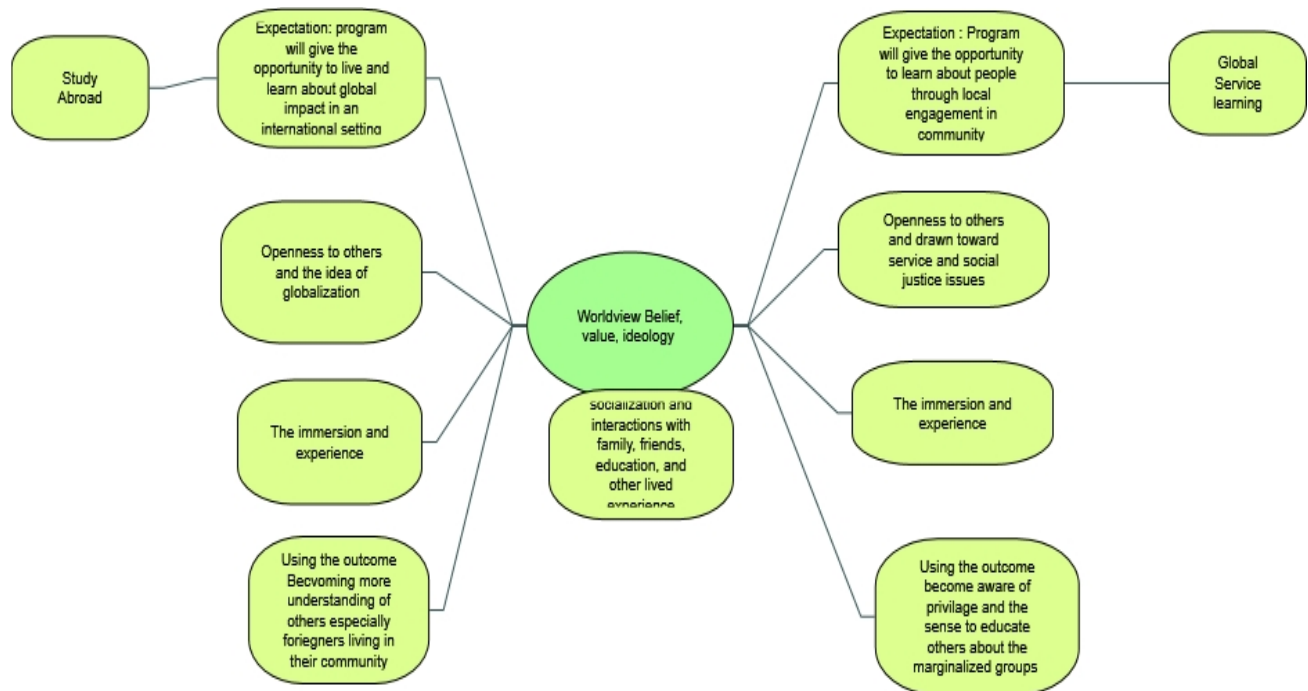 Study
Abroad
Expectation: program
will give the
opportunity to live and
learn about global
impact in an
international setting
Openness to others
and the idea of
globalization
The immersion and
experience
Using the outcome
Becvoming more
understanding of
others especially
foriegners living in
their community
Worldview Belief,
value, ideology
socialization and
interactions with
family, friends,
education, and
other lived
experience
Expectation : Program
will give the opportunity
to learn about people
through local
engagement in
community
Global
Service
learning
Openness to others
and drawn toward
service and social
justice issues
The immersion and
experience
Using the outcome
become aware of
privilage and the
sense to educate
others about the
marginalized groups